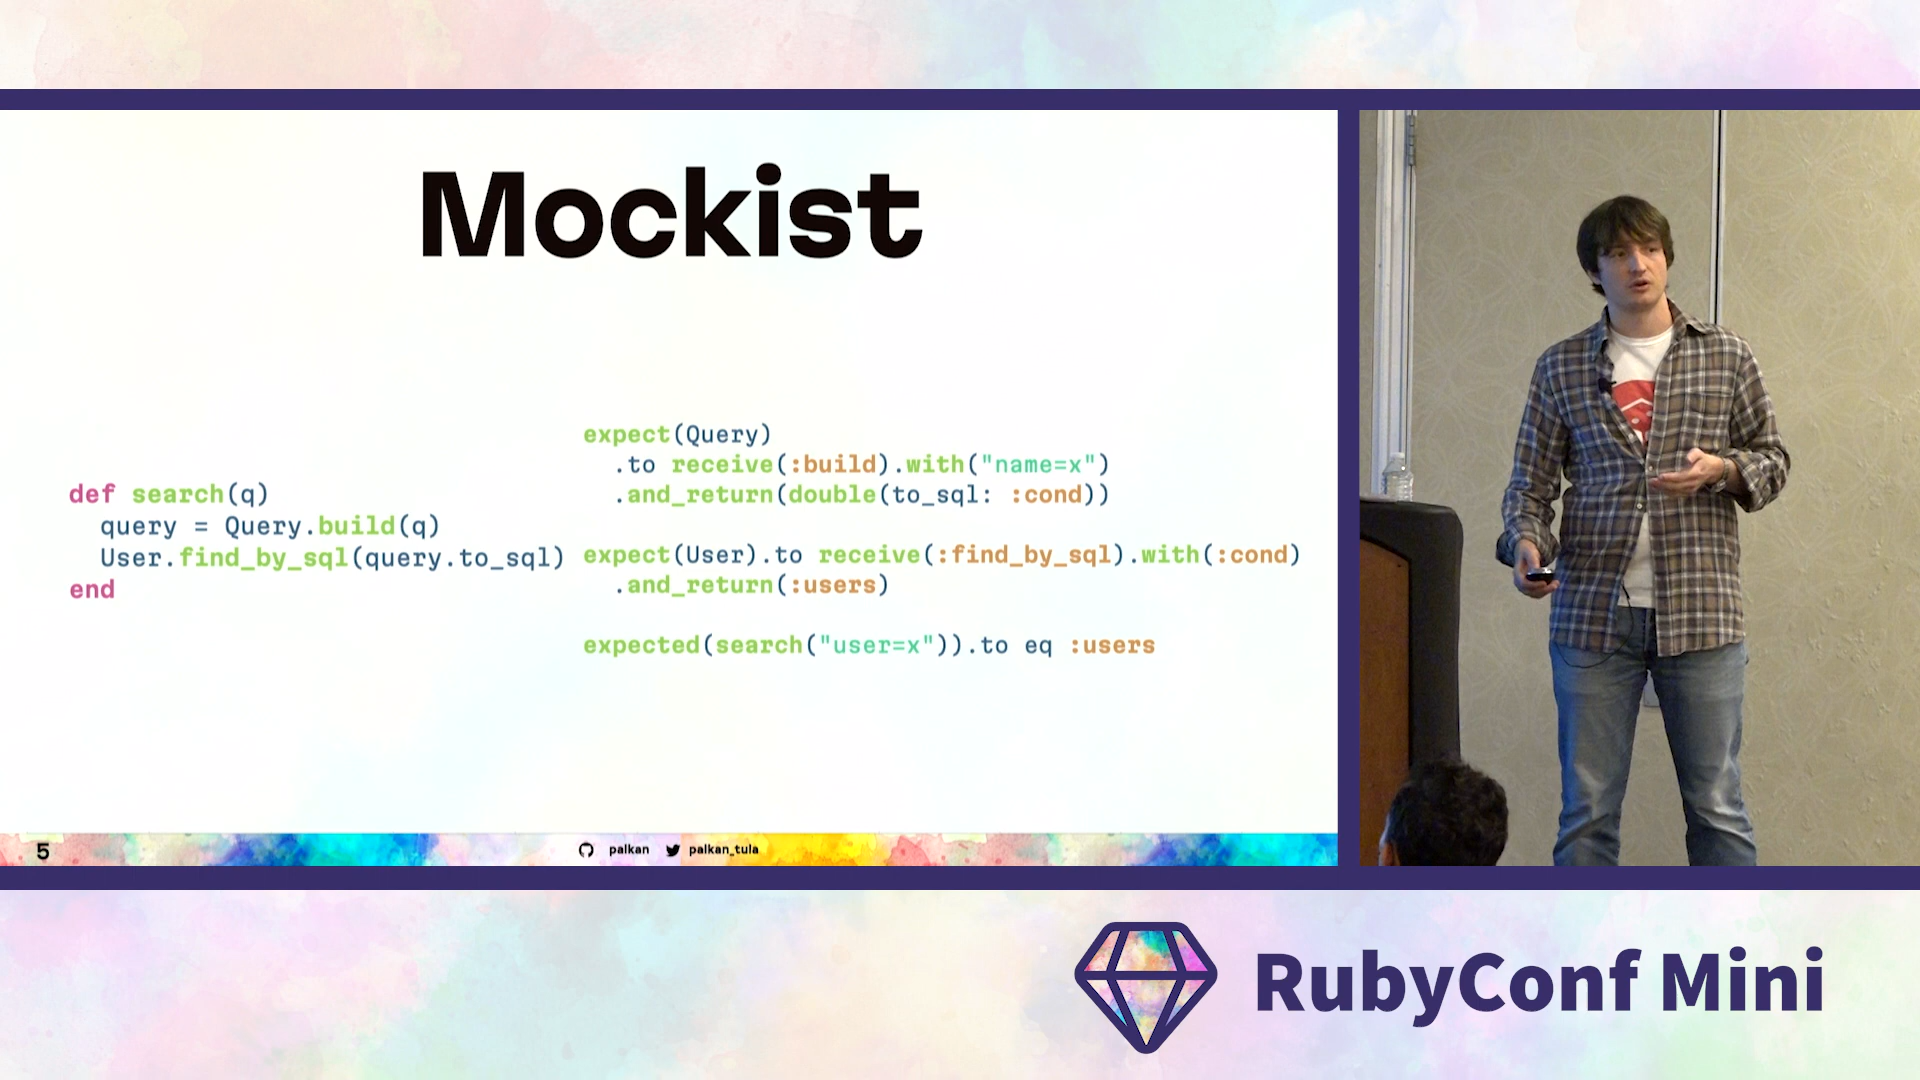 Mockist
def search(q)
  query = Query.build(q)
  User.find_by_sql(query.to_sql)
end
expect(Query)
  .to receive(:build).with("name=x")
  .and_return(double(to_sql: :cond))
expect(User).to receive(:find_by_sql).with(:cond)
  .and_return(:users)
expected(search("user=x")).to eq :users
5
palkan palkan_tula
RubyConf Mini